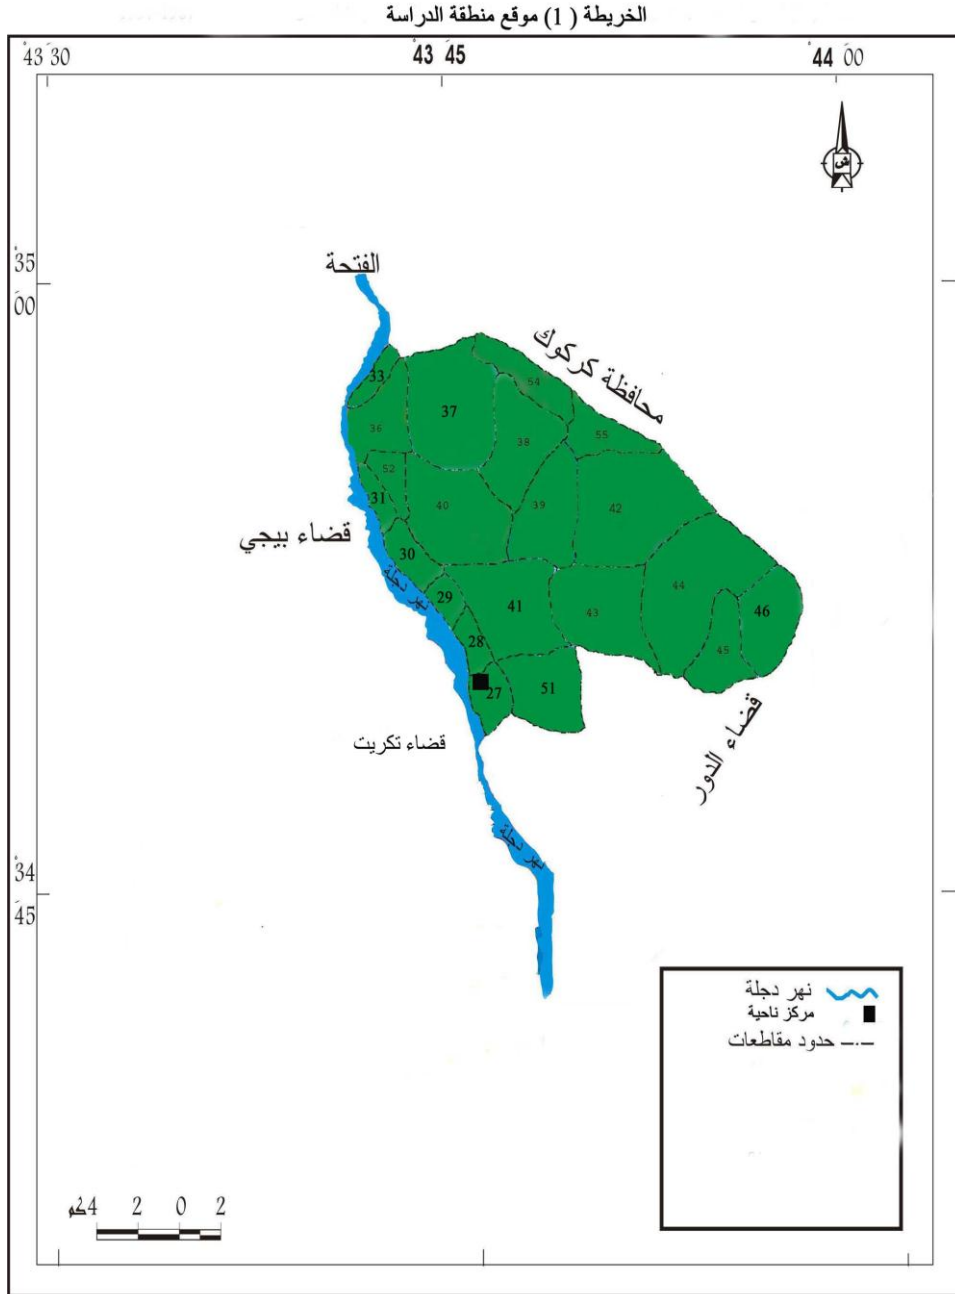 الخريطة ( 1) موقع منطقة الدراسة
43 30
43 45
44 00
ش
35
00
الفتحة
محافظة كركوك
33
37
54
36
38
55
52
31
40
39
42
قضاء بيجي
30
نهر دجلة
29
41
43
44
46
28
45
27
51
قضاء تكريت
قضاء الدور
نهر دجلة
34
45
نهر دجلة
مركز ناحية
حدود مقاطعات
2 0 2 4كم